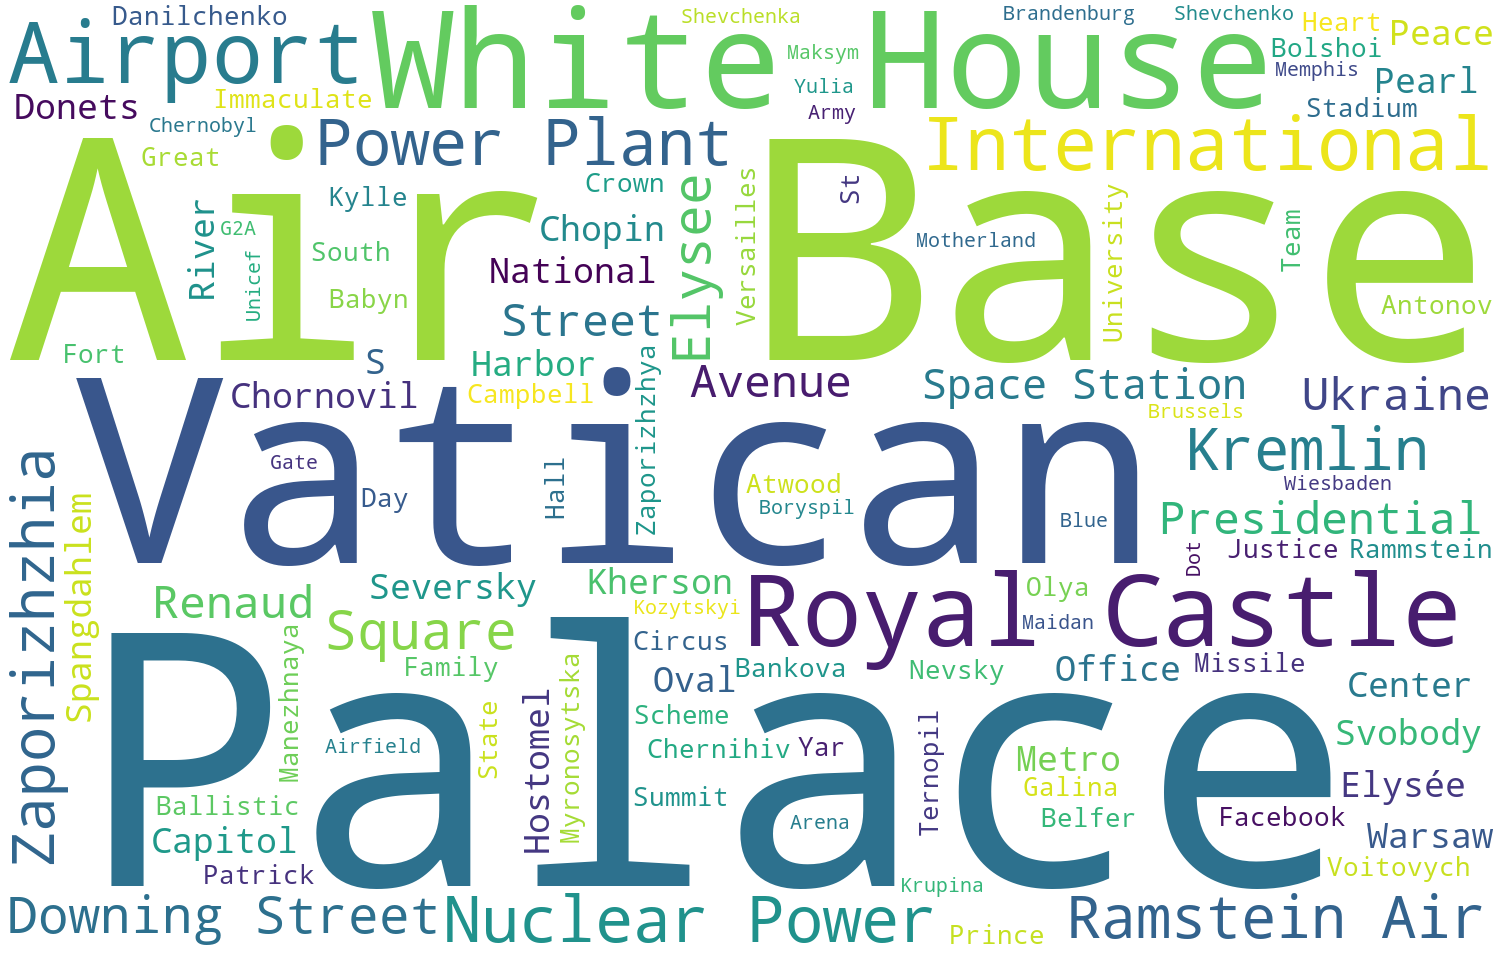 Danilchenko
Shevchenka
Brandenburg
Shevchenko
Heart
Peace
Airport
White House
Maksym
Bolshoi
Memphis
Pearl
Yulia
Donets
Immaculate
Army
Stadium
Chernobyl
Power Plant
International
Great
Air Base
Crown
Elysee
Versailles
St
University
Team
Kylle
River
G2A
Chopin
Motherland
South
Unicef
National
Babyn
Antonov
Street
Fort
S
Harbor
Zaporizhzhya
Avenue
Space Station
Ukraine
Chornovil
Campbell
Brussels
Vatican
Kremlin
Gate
Hall
Day
Atwood
Boryspil
Blue
Wiesbaden
Zaporizhzhia
Spangdahlem
Presidential
Dot
Justice
Rammstein
Seversky
Kherson
Royal Castle
Olya
Renaud
Kozytskyi
Square
Circus
Maidan
Manezhnaya
Family
Oval
Bankova
Nevsky
Office
Missile
Palace
Center
State
Hostomel
Myronosytska
Scheme
Svobody
Airfield
Chernihiv
Yar
Ternopil
Metro
Galina
Elysée
Ballistic
Summit
Arena
Belfer
Facebook
Capitol
Warsaw
Patrick
Voitovych
Krupina
Downing Street
Nuclear Power
Prince
Ramstein Air